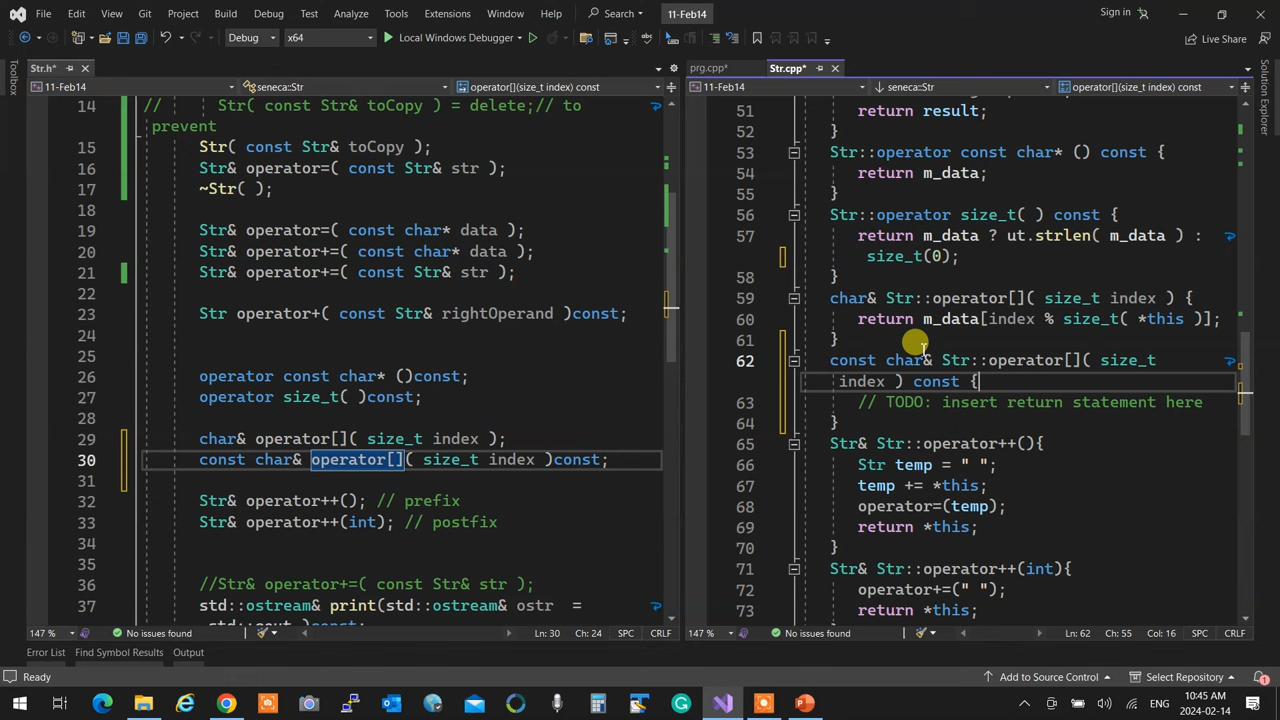 File Edit View Git Project Build Debug Test Analyze Tools Extensions Window Help Search 11-Feb14 Sign in
Debug x64 Local Windows Debugger Live Share
Toolbox
Solution Explorer
Str.h* prg.cpp* Str.cpp*
11-Feb14 seneca::Str operator[](size_t index) const
11-Feb14 seneca::Str operator[](size_t index) const
14 // Str( const Str& toCopy ) = delete;// to
prevent
15 Str( const Str& toCopy );
16 Str& operator=( const Str& str );
17 ~Str( );
18
19 Str& operator=( const char* data );
20 Str& operator+=( const char* data );
21 Str& operator+=( const Str& str );
22
23 Str operator+( const Str& rightOperand )const;
24
25
26 operator const char* ()const;
27 operator size_t( )const;
28
29 char& operator[]( size_t index );
30 const char& operator[]( size_t index )const;
31
32 Str& operator++(); // prefix
33 Str& operator++(int); // postfix
34
35
36 //Str& operator+=( const Str& str );
37 std::ostream& print(std::ostream& ostr =
std::cout )const;
51 return result;
52 }
53 Str::operator const char* () const {
54 return m_data;
55 }
56 Str::operator size_t( ) const {
57 return m_data ? ut.strlen( m_data ) :
size_t(0);
58 }
59 char& Str::operator[]( size_t index ) {
60 return m_data[index % size_t( *this )];
61 }
62 const char& Str::operator[]( size_t
index ) const {
63 // TODO: insert return statement here
64 }
65 Str& Str::operator++(){
66 Str temp = " ";
67 temp += *this;
68 operator=(temp);
69 return *this;
70 }
71 Str& Str::operator++(int){
72 operator+=(" ");
73 return *this;
147 % No issues found Ln: 30 Ch: 24 SPC CRLF
147 % No issues found Ln: 62 Ch: 55 Col: 16 SPC CRLF
Error List Find Symbol Results Output
Ready Add to Source Control Select Repository 1
ENG 10:45 AM
2024-02-14